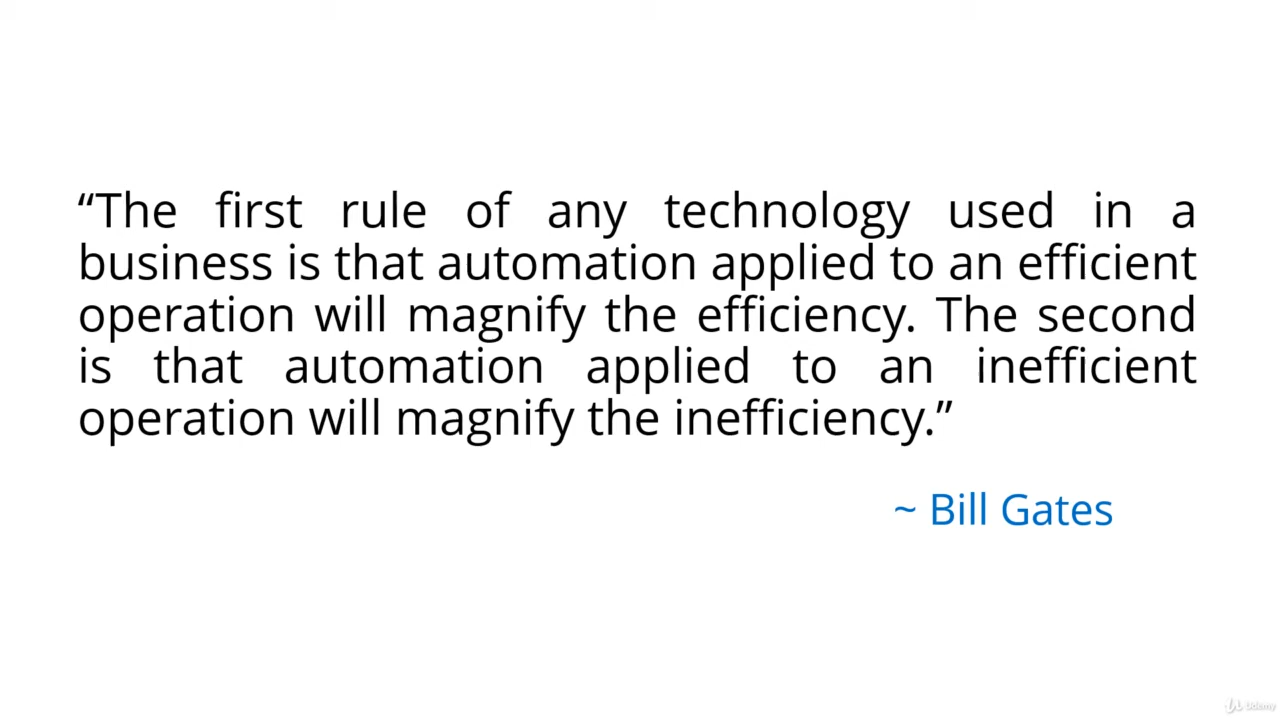 “The first rule of any technology used in a
business is that automation applied to an efficient
operation will magnify the efficiency. The second
is that automation applied to an inefficient
operation will magnify the inefficiency.”
~ Bill Gates
Udemy